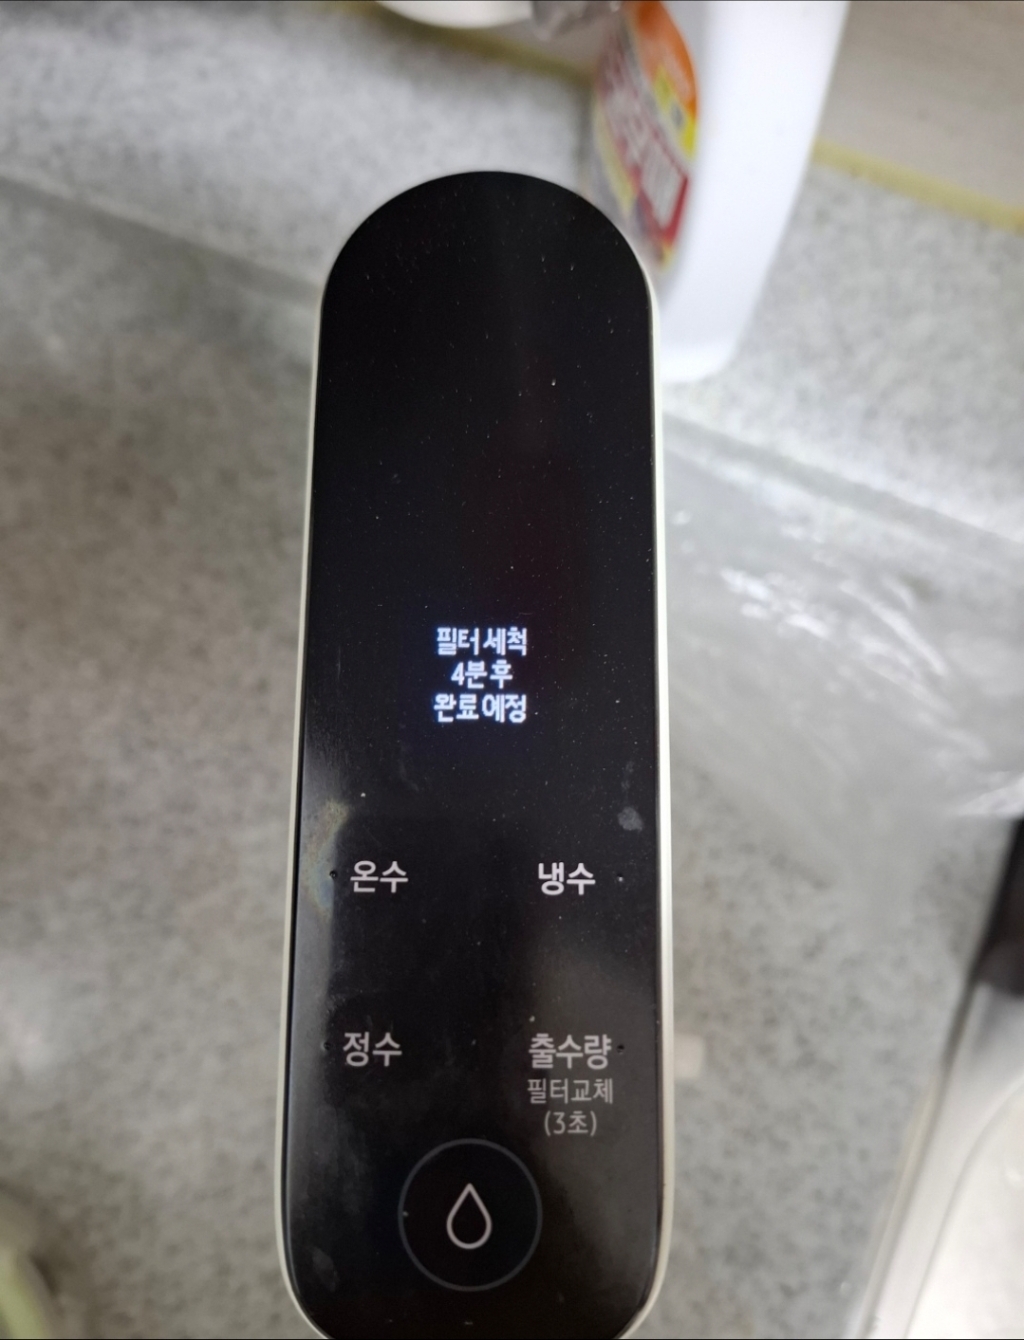 필터 세척
4분 후
완료 예정
온수 냉수
정수 출수량
필터교체
(3초)